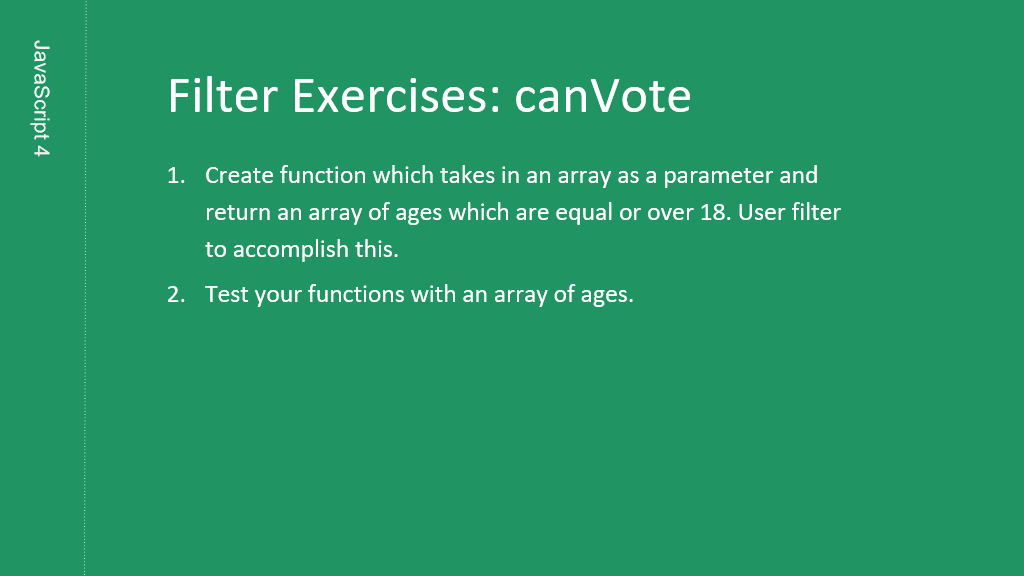 JavaScript 4
Filter Exercises: canVote
1. Create function which takes in an array as a parameter and
return an array of ages which are equal or over 18. User filter
to accomplish this.
2. Test your functions with an array of ages.